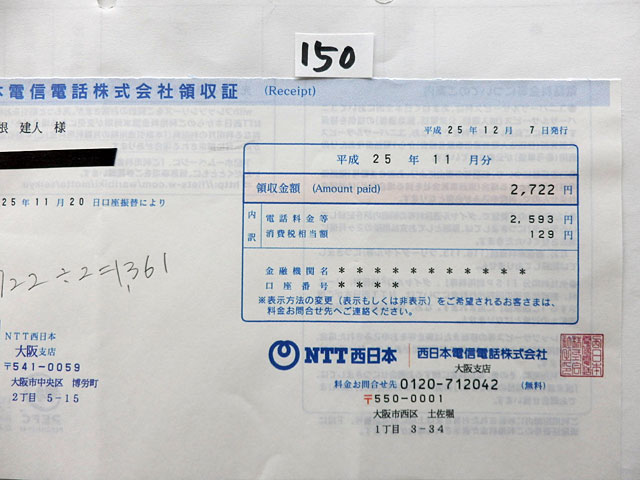 150
本電信電話株式会社領収証 (Receipt)
根 建人 様
平成 25年12月 7日発行
25年11月20日口座振替により
平成 25 年 11 月分
領収金額 (Amount paid) 2,722 円
内訳
電話料金等 2,593 円
消費税相当額 129 円
722÷2=1,361
金融機関名 * * * * * * * * * * *
口座番号 * * * *
※表示方法の変更(表示もしくは非表示)をご希望されるお客さまは、
料金お問合せ先へご連絡ください。
NTT西日本
大阪支店
〒541-0059
大阪市中央区 博労町
2丁目 5-15
NTT西日本 西日本電信電話株式会社
大阪支店
料金お問合せ先 0120-712042 (無料)
〒550-0001
大阪市西区 土佐堀
1丁目 3-34